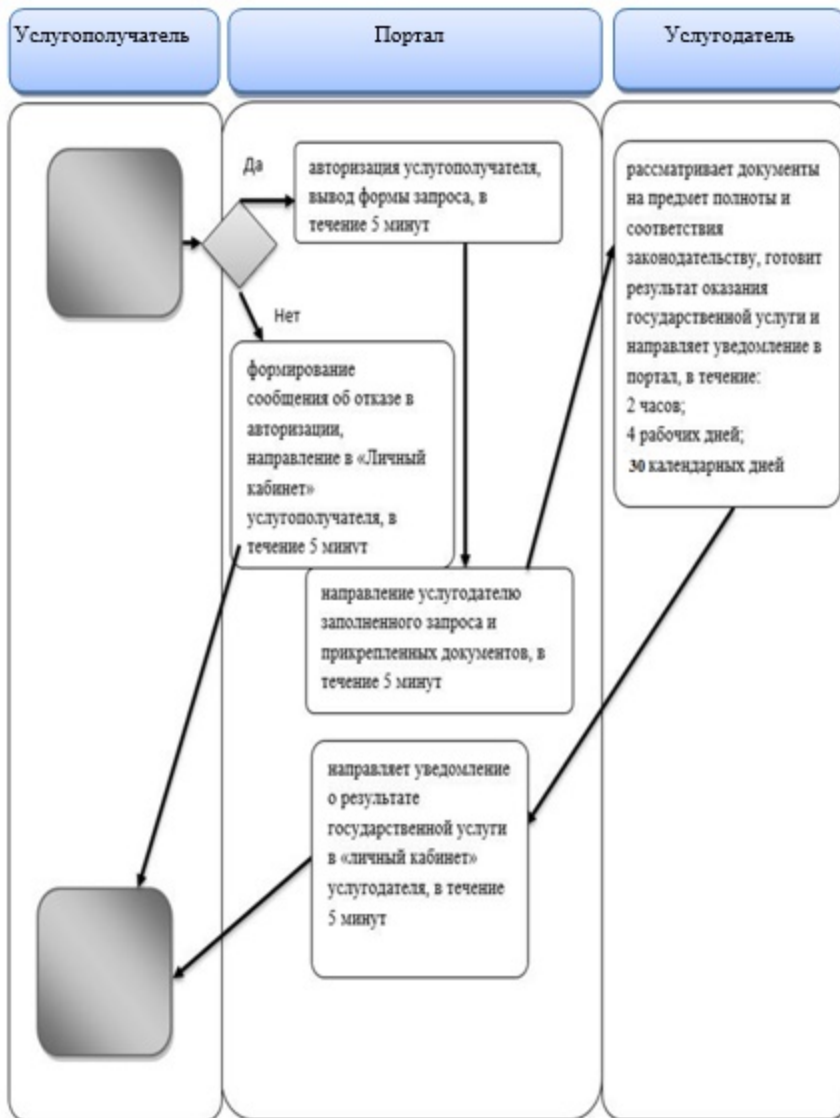 Услугополучатель
Портал
Услугодатель
Да
авторизация услугополучателя,
вывод формы запроса, в
течение 5 минут
Нет
формирование
сообщения об отказе в
авторизации,
направление в «Личный
кабинет»
услугополучателя, в
течение 5 минут
направление услугодателю
заполненного запроса и
прикрепленных документов, в
течение 5 минут
рассматривает документы
на предмет полноты и
соответствия
законодательству, готовит
результат оказания
государственной услуги и
направляет уведомление в
портал, в течение:
2 часов;
4 рабочих дней;
30 календарных дней
направляет уведомление
о результате
государственной услуги
в «личный кабинет»
услугодателя, в течение
5 минут